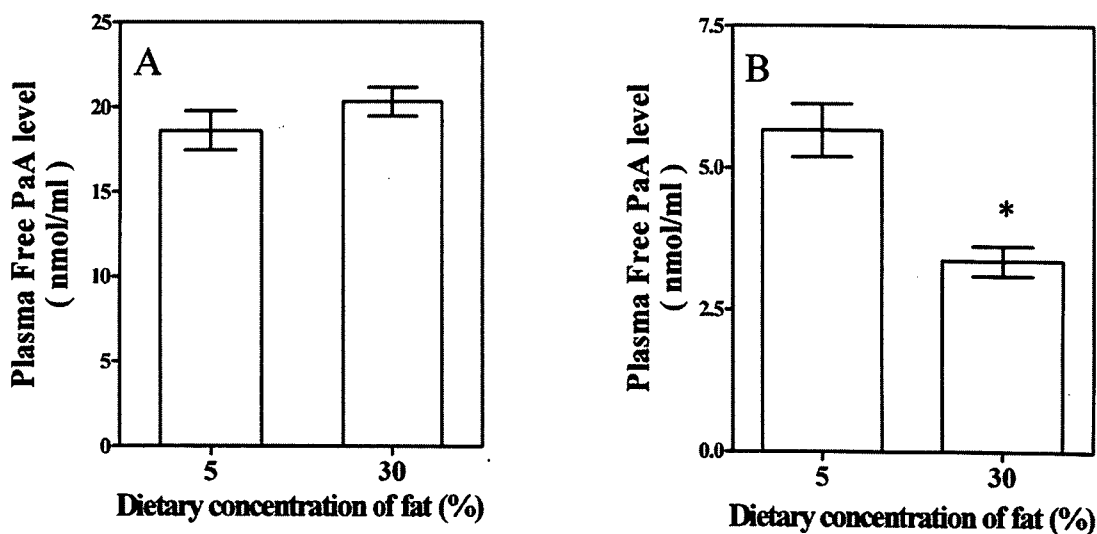 A
Plasma Free PaA level
( nmol/ml )
25
20
15
10
5
0
5
30
Dietary concentration of fat (%)
B
Plasma Free PaA level
( nmol/ml )
7.5
5.0
2.5
0.0
*
5
30
Dietary concentration of fat (%)